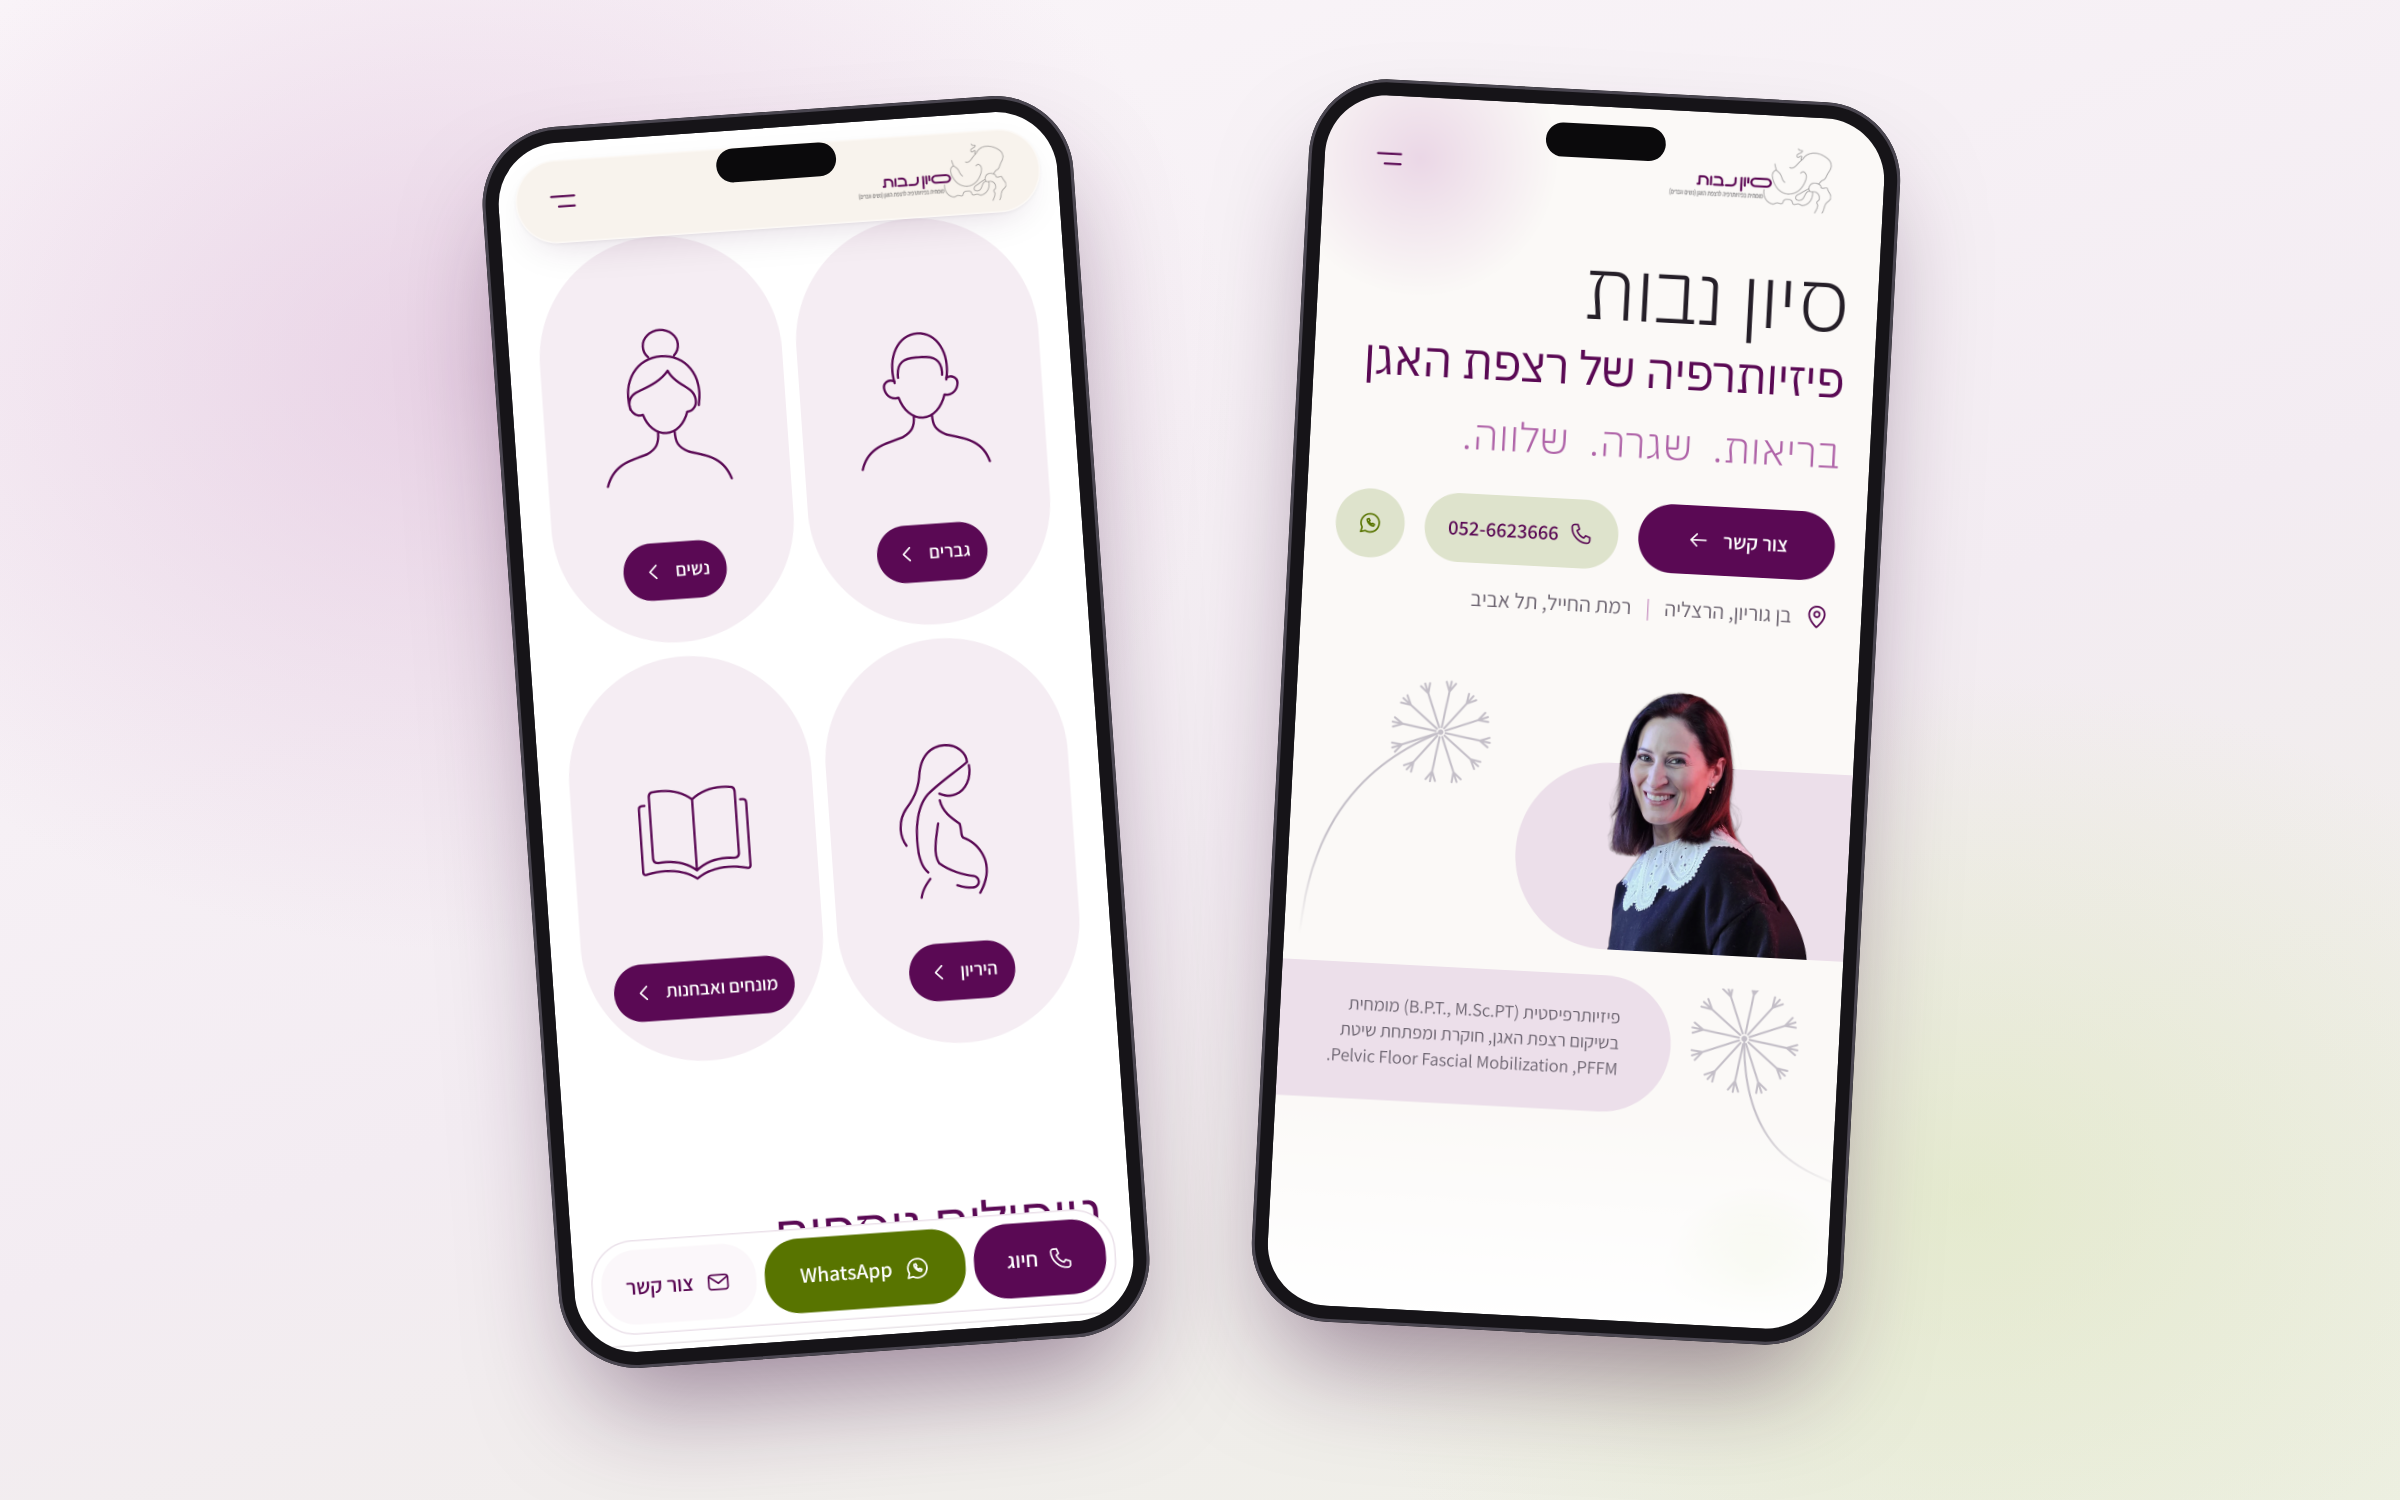 סיון נבות
גברים
נשים
היריון
מונחים ואבחנות
חיוג
WhatsApp
צור קשר
סיון נבות
סיון נבות
פיזיותרפיה של רצפת האגן
בריאות. שגרה. שלווה.
צור קשר
052-6623666
בן גוריון, הרצליה | רמת החייל, תל אביב
פיזיותרפיסטית (B.P.T., M.Sc.PT) מומחית
בשיקום רצפת האגן, חוקרת ומפתחת שיטת
Pelvic Floor Fascial Mobilization ,PFFM.